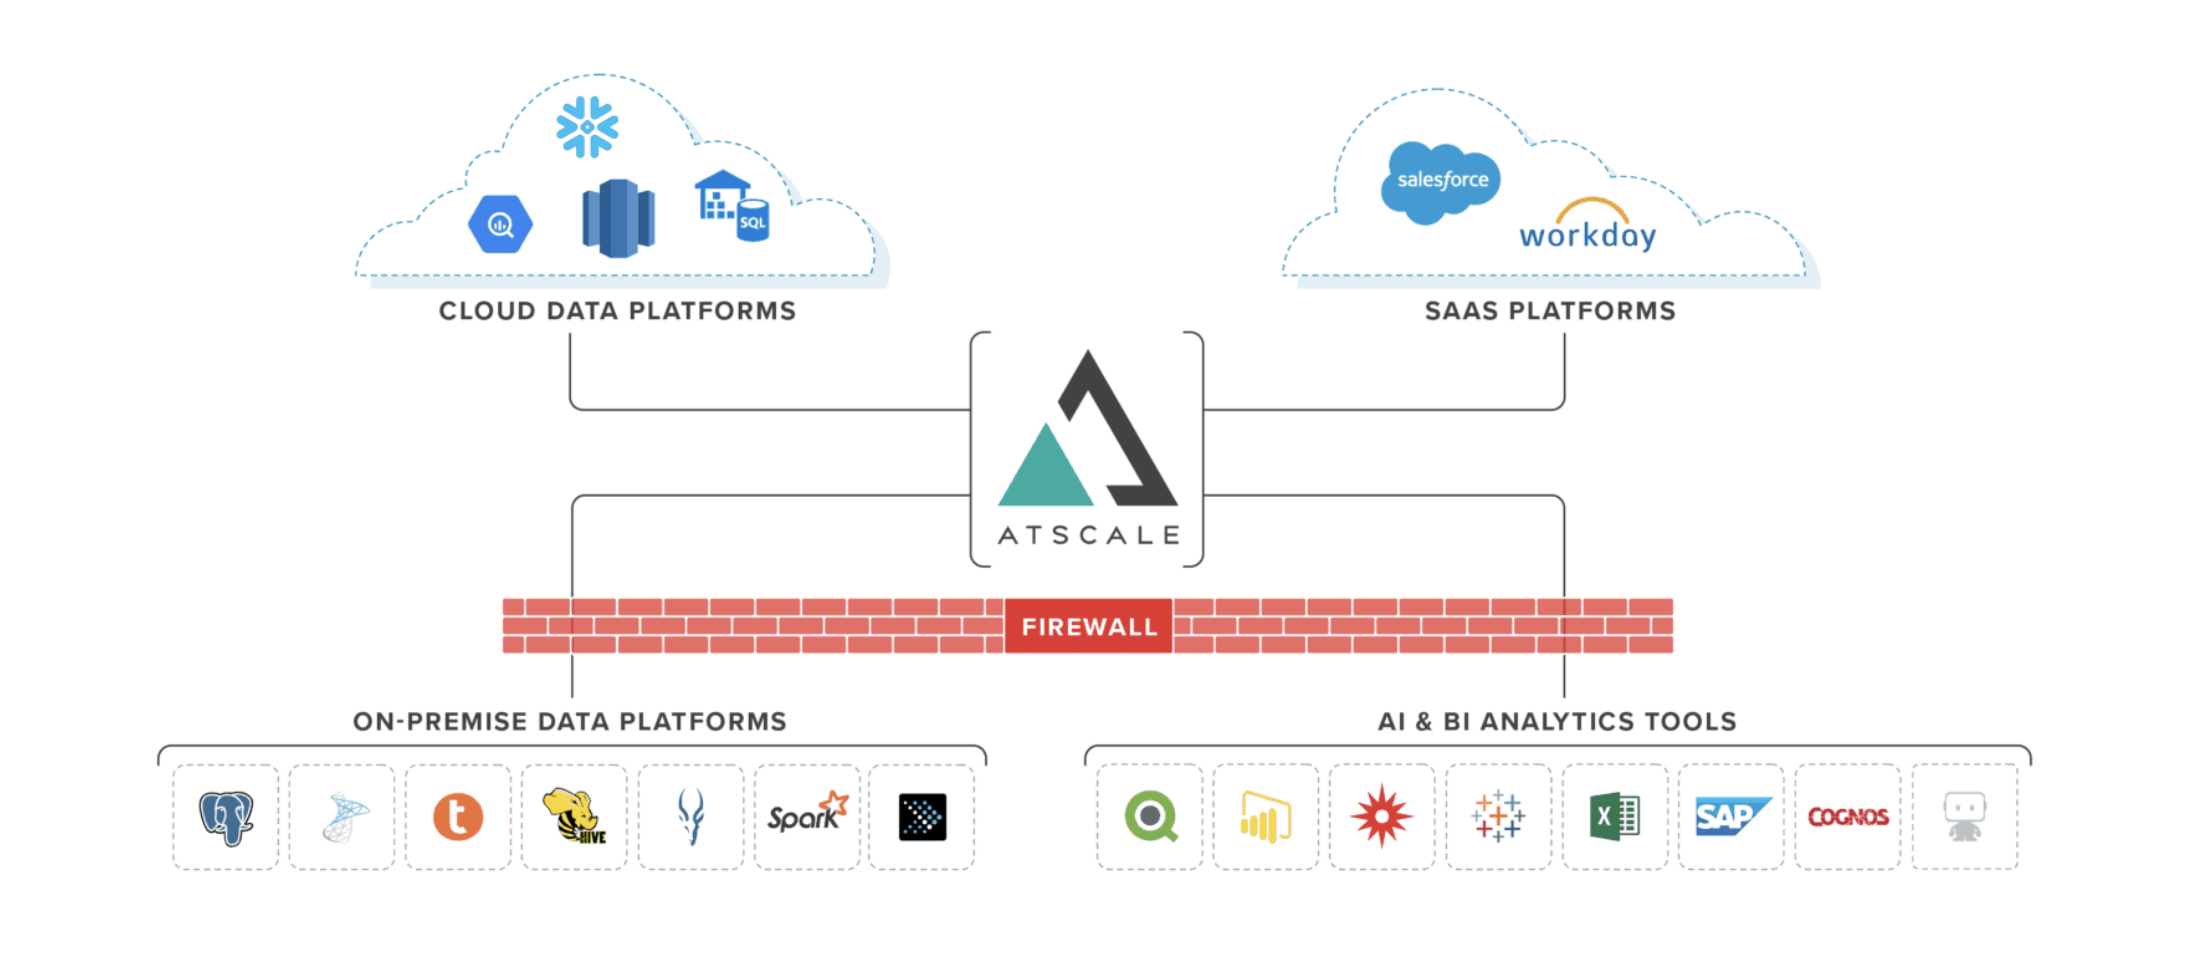 SQL
salesforce
workday
CLOUD DATA PLATFORMS
SAAS PLATFORMS
ATSCALE
FIREWALL
ON-PREMISE DATA PLATFORMS
AI & BI ANALYTICS TOOLS
t
HIVE
Spark
X
SAP
COGNOS